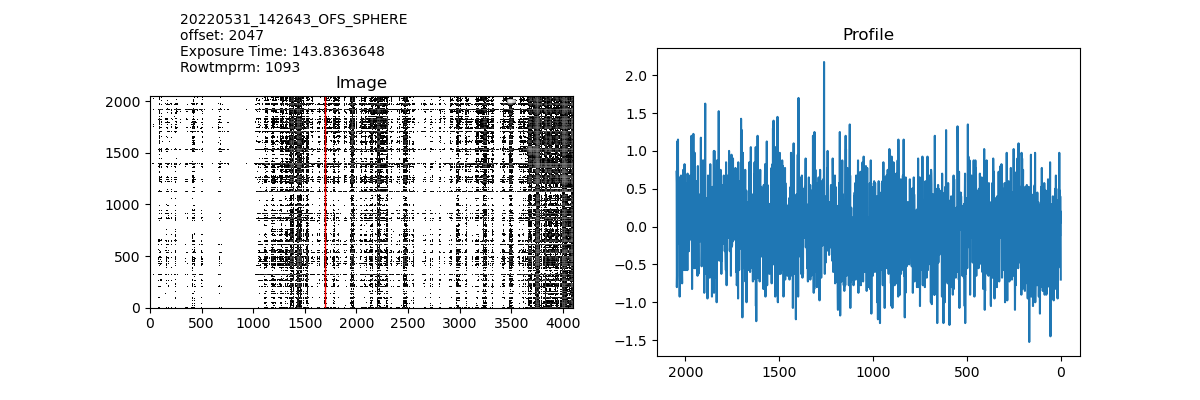 20220531_142643_OFS_SPHERE
offset: 2047
Exposure Time: 143.8363648
Rowtmprm: 1093
Image
2000
1500
1000
500
0
0 500 1000 1500 2000 2500 3000 3500 4000
Profile
2.0
1.5
1.0
0.5
0.0
−0.5
−1.0
−1.5
2000 1500 1000 500 0